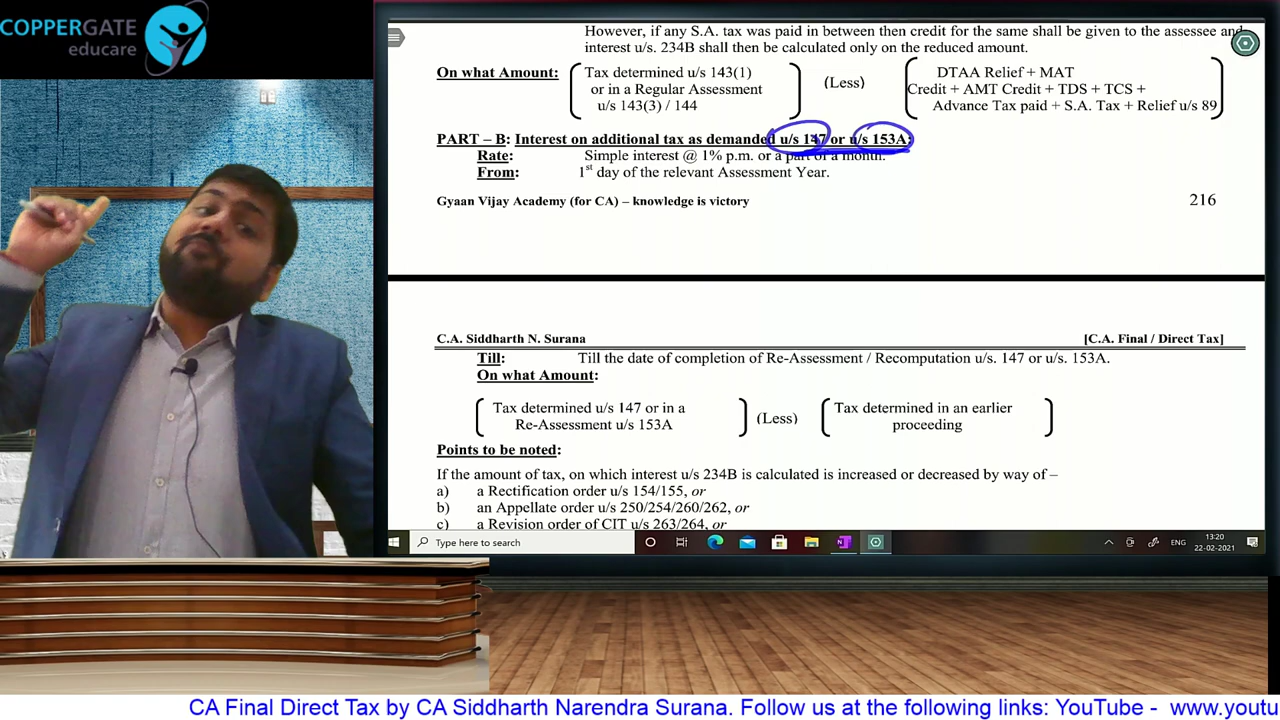 COPPERGATE
educare
However, if any S.A. tax was paid in between then credit for the same shall be given to the assessee and
interest u/s. 234B shall then be calculated only on the reduced amount.
On what Amount:
Tax determined u/s 143(1)
or in a Regular Assessment
u/s 143(3) / 144
(Less)
DTAA Relief + MAT
Credit + AMT Credit + TDS + TCS +
Advance Tax paid + S.A. Tax + Relief u/s 89
PART – B: Interest on additional tax as demanded u/s 147 or u/s 153A:
Rate: Simple interest @ 1% p.m. or a part of a month.
From: 1st day of the relevant Assessment Year.
Gyaan Vijay Academy (for CA) – knowledge is victory 216
C.A. Siddharth N. Surana [C.A. Final / Direct Tax]
Till: Till the date of completion of Re-Assessment / Recomputation u/s. 147 or u/s. 153A.
On what Amount:
Tax determined u/s 147 or in a
Re-Assessment u/s 153A
(Less)
Tax determined in an earlier
proceeding
Points to be noted:
If the amount of tax, on which interest u/s 234B is calculated is increased or decreased by way of –
a) a Rectification order u/s 154/155, or
b) an Appellate order u/s 250/254/260/262, or
c) a Revision order of CIT u/s 263/264, or
Type here to search
ENG
13:20
22-02-2021
CA Final Direct Tax by CA Siddharth Narendra Surana. Follow us at the following links: YouTube - www.youtu